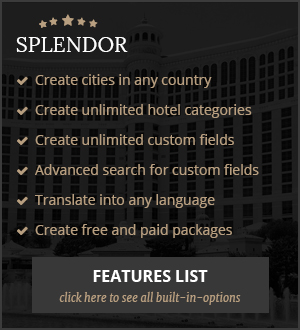 SPLENDOR
Create cities in any country
Create unlimited hotel categories
Create unlimited custom fields
Advanced search for custom fields
Translate into any language
Create free and paid packages
FEATURES LIST
click here to see all built-in-options